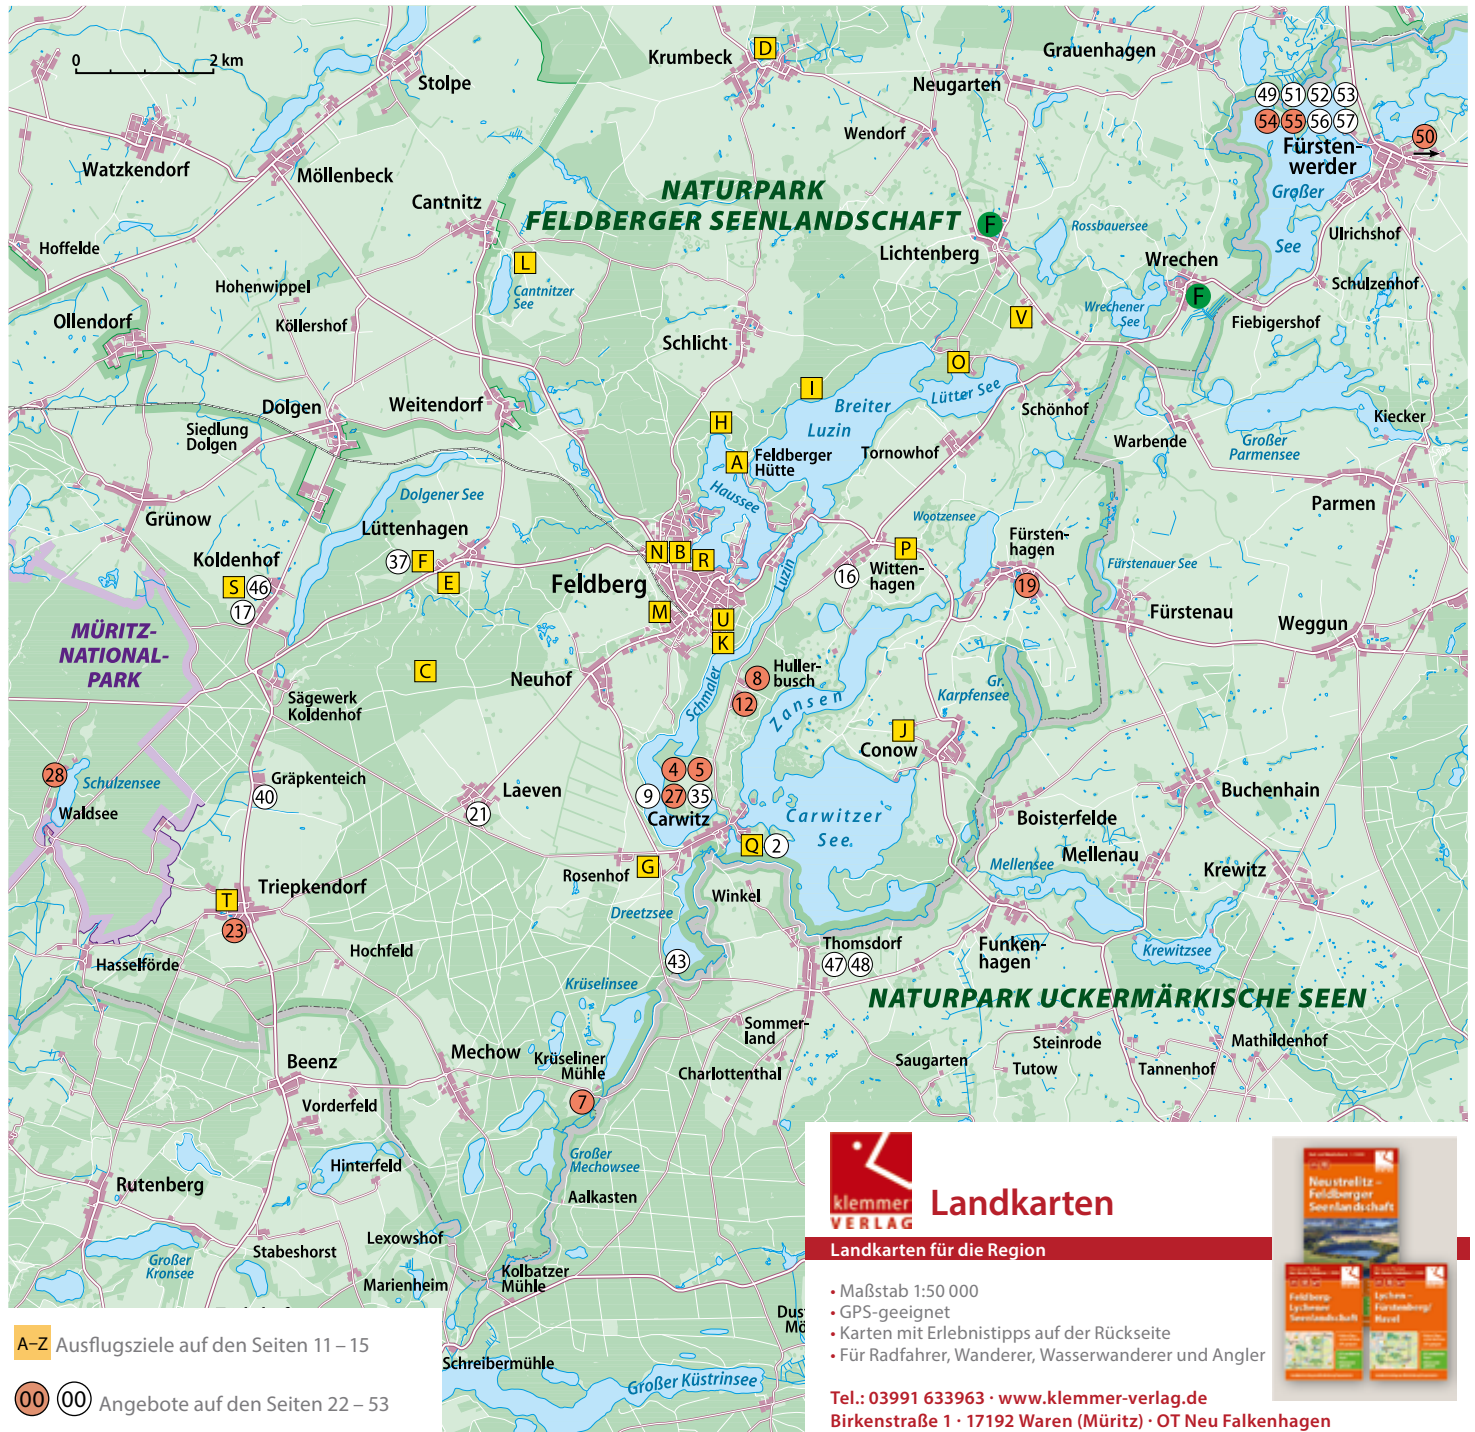 0 2 km
Krumbeck
D
Grauenhagen
Stolpe
Neugarten
49 51 52 53
54 55 56 57
50
Fürsten-
werder
Wendorf
Watzkendorf
Möllenbeck
Cantnitz
NATURPARK
FELDBERGER SEENLANDSCHAFT
Großer
See
F
Lichtenberg
Rossbauersee
Ulrichshof
Hoffelde
L
Cantnitzer
See
Wrechen
F
Schulzenhof
Hohenwippel
Wrechener
See
Fiebigershof
Ollendorf
Köllershof
V
Schlicht
O
Lütter See
I
Breiter
Luzin
Dolgen
Weitendorf
Siedlung
Dolgen
H
Schönhof
Kiecker
Warbende
Großer
Parmensee
A
Feldberger
Hütte
Tornowhof
Haussee
Dolgener See
Parmen
Grünow
Lüttenhagen
Wootzensee
Fürsten-
hagen
Koldenhof
37 F
E
N B R
P
Witten-
hagen
16
Fürstenauer See
S 46
17
Feldberg
Luzin
19
Fürstenau
M
U
K
Weggun
MÜRITZ-
NATIONAL-
PARK
C
Neuhof
8
Huller-
busch
12
Schmaler
Zansen
Gr.
Karpfensee
Sägewerk
Koldenhof
J
Conow
28
Schulzensee
Waldsee
Gräpkenteich
40
Laeven
21
4 5
9 27 35
Carwitz
Carwitzer
See
Buchenhain
Boisterfelde
Q 2
Mellensee
Mellenau
Krewitz
G
Rosenhof
Winkel
T
Triepkendorf
23
Dreetzsee
Hochfeld
Thomsdorf
47 48
Funken-
hagen
Krewitzsee
Hasselförde
43
Krüselinsee
NATURPARK UCKERMÄRKISCHE SEEN
Sommer-
land
Steinrode
Mathildenhof
Beenz
Mechow
Krüseliner
Mühle
Charlottenthal
Saugarten
Tutow
Tannenhof
7
Vorderfeld
Großer
Mechowsee
Hinterfeld
Rutenberg
Aalkasten
Lexowshof
Stabeshorst
Großer
Kronsee
Marienheim
Kolbatzer
Mühle
Schreibermühle
Großer Küstrinsee
A–Z Ausflugsziele auf den Seiten 11 – 15
00 00 Angebote auf den Seiten 22 – 53
klemmer
VERLAG
Landkarten
Landkarten für die Region
• Maßstab 1:50 000
• GPS-geeignet
• Karten mit Erlebnistipps auf der Rückseite
• Für Radfahrer, Wanderer, Wasserwanderer und Angler
Tel.: 03991 633963 · www.klemmer-verlag.de
Birkenstraße 1 · 17192 Waren (Müritz) · OT Neu Falkenhagen
Neustrelitz –
Feldberger
Seenlandschaft
Feldberg
Lychener
Seenlandschaft
Lychen –
Fürstenberg/
Havel